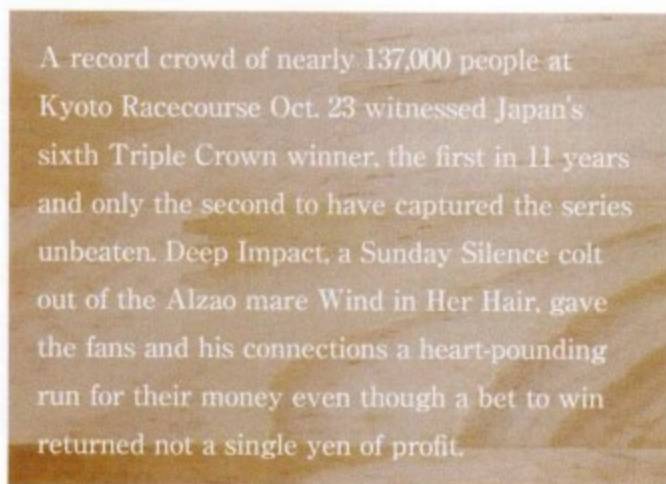 A record crowd of nearly 137,000 people at
Kyoto Racecourse Oct. 23 witnessed Japan's
sixth Triple Crown winner, the first in 11 years
and only the second to have captured the series
unbeaten. Deep Impact, a Sunday Silence colt
out of the Alzao mare Wind in Her Hair, gave
the fans and his connections a heart-pounding
run for their money even though a bet to win
returned not a single yen of profit.